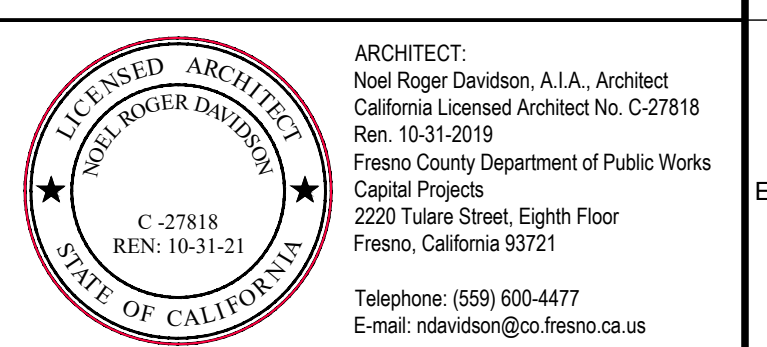 LICENSED ARCHITECT
NOEL ROGER DAVIDSON
C -27818
REN: 10-31-21
STATE OF CALIFORNIA
ARCHITECT:
Noel Roger Davidson, A.I.A., Architect
California Licensed Architect No. C-27818
Ren. 10-31-2019
Fresno County Department of Public Works
Capital Projects
2220 Tulare Street, Eighth Floor
Fresno, California 93721
Telephone: (559) 600-4477
E-mail: ndavidson@co.fresno.ca.us
E